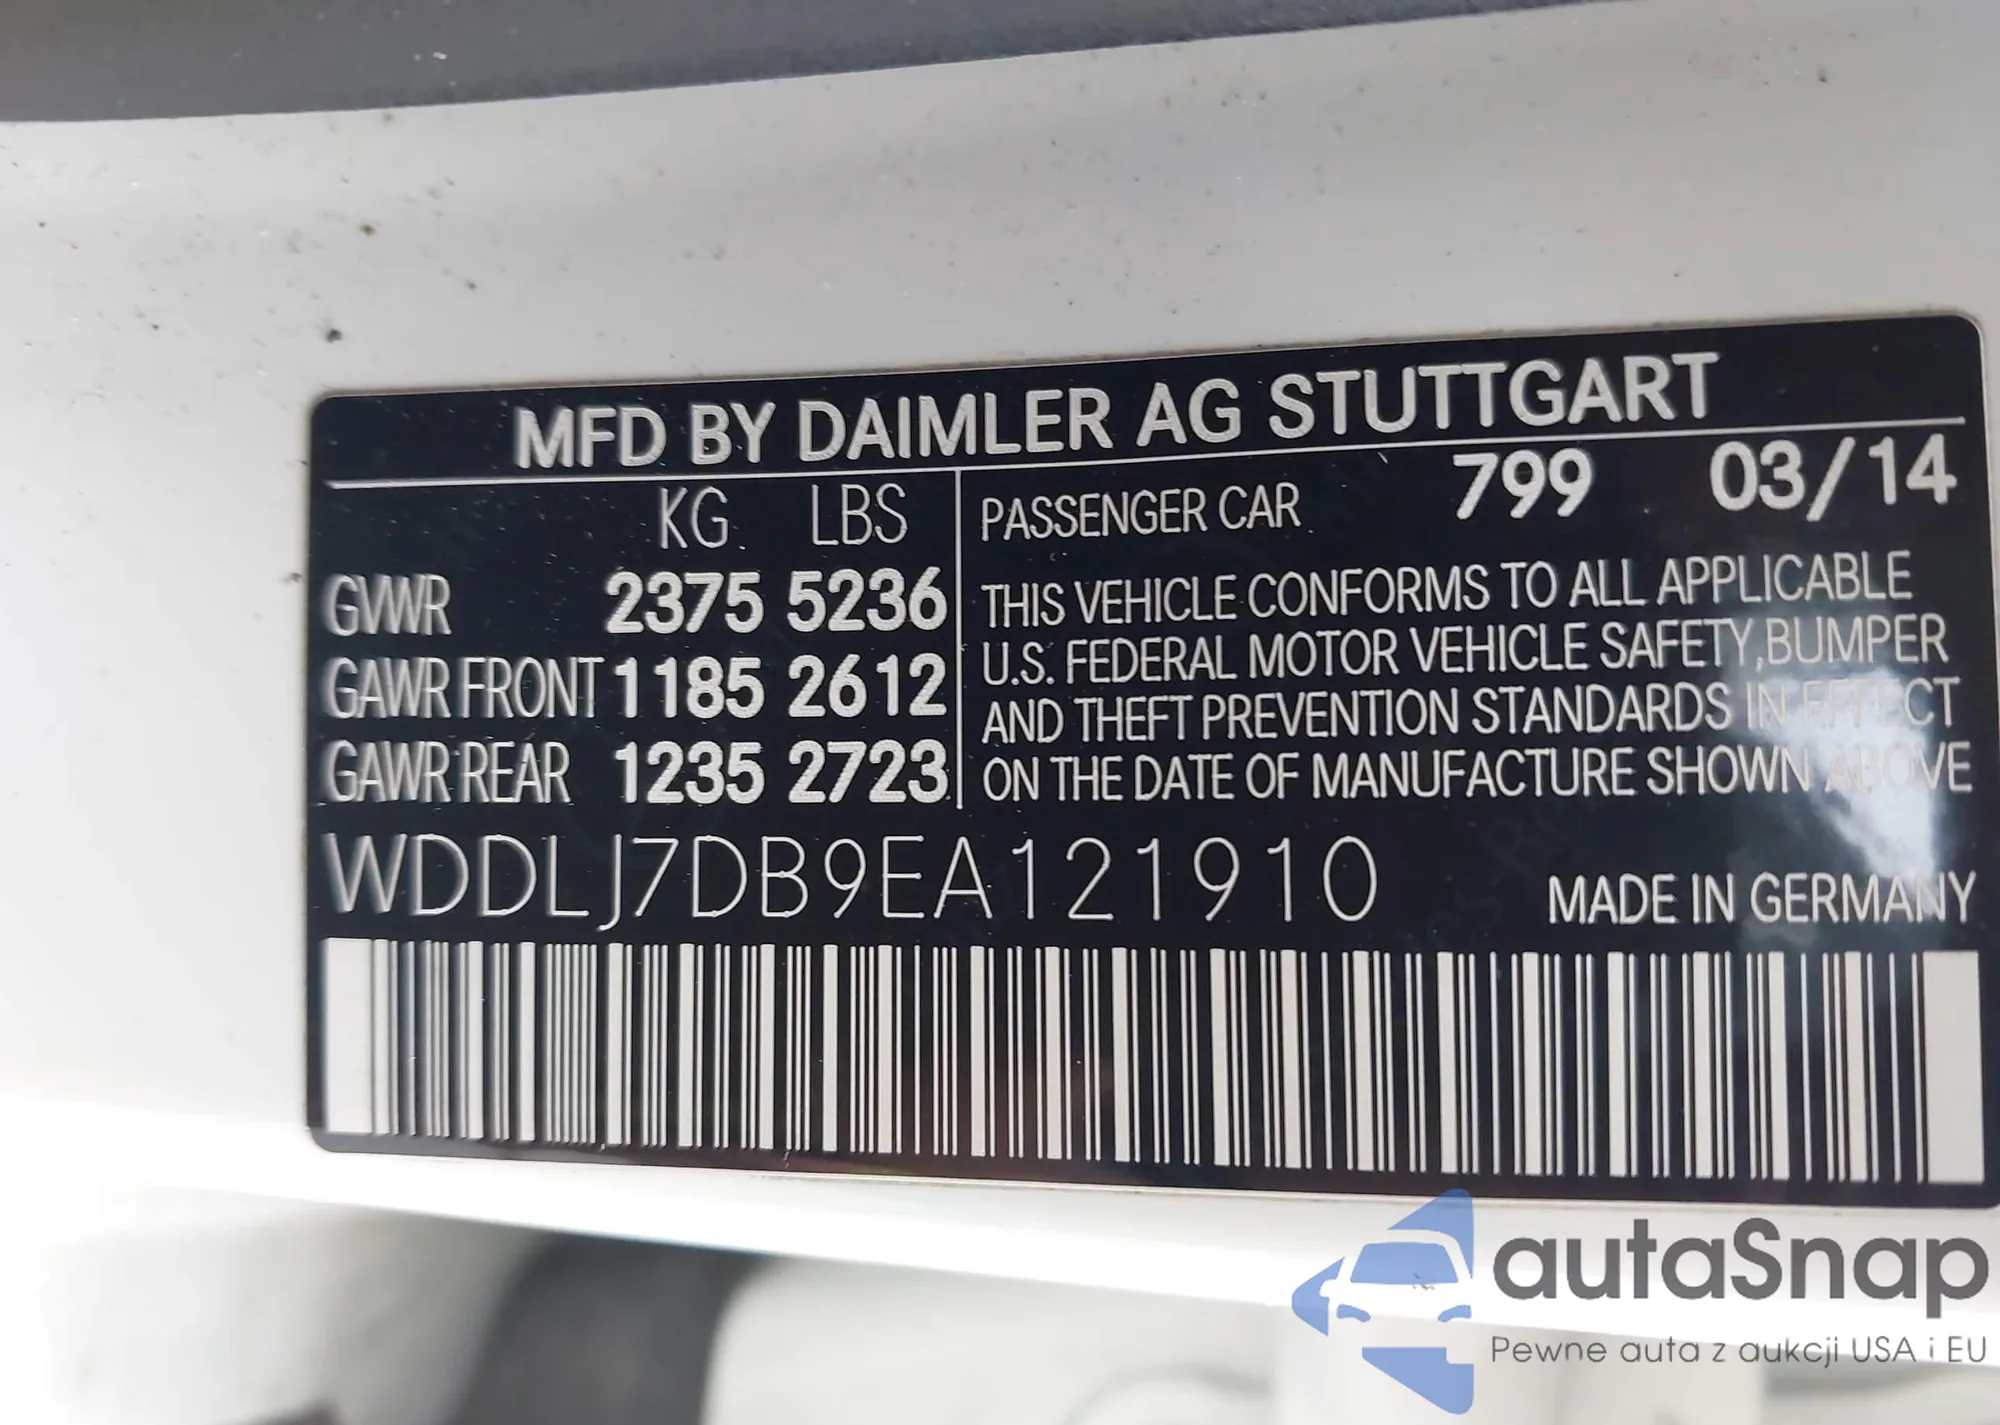 MFD BY DAIMLER AG STUTTGART
KG LBS
GVWR 2375 5236
GAWR FRONT 1185 2612
GAWR REAR 1235 2723
PASSENGER CAR 799 03/14
THIS VEHICLE CONFORMS TO ALL APPLICABLE
U.S. FEDERAL MOTOR VEHICLE SAFETY, BUMPER
AND THEFT PREVENTION STANDARDS IN EFFECT
ON THE DATE OF MANUFACTURE SHOWN ABOVE
WDDLJ7DB9EA121910
MADE IN GERMANY
autaSnap
Pewne auta z aukcji USA i EU